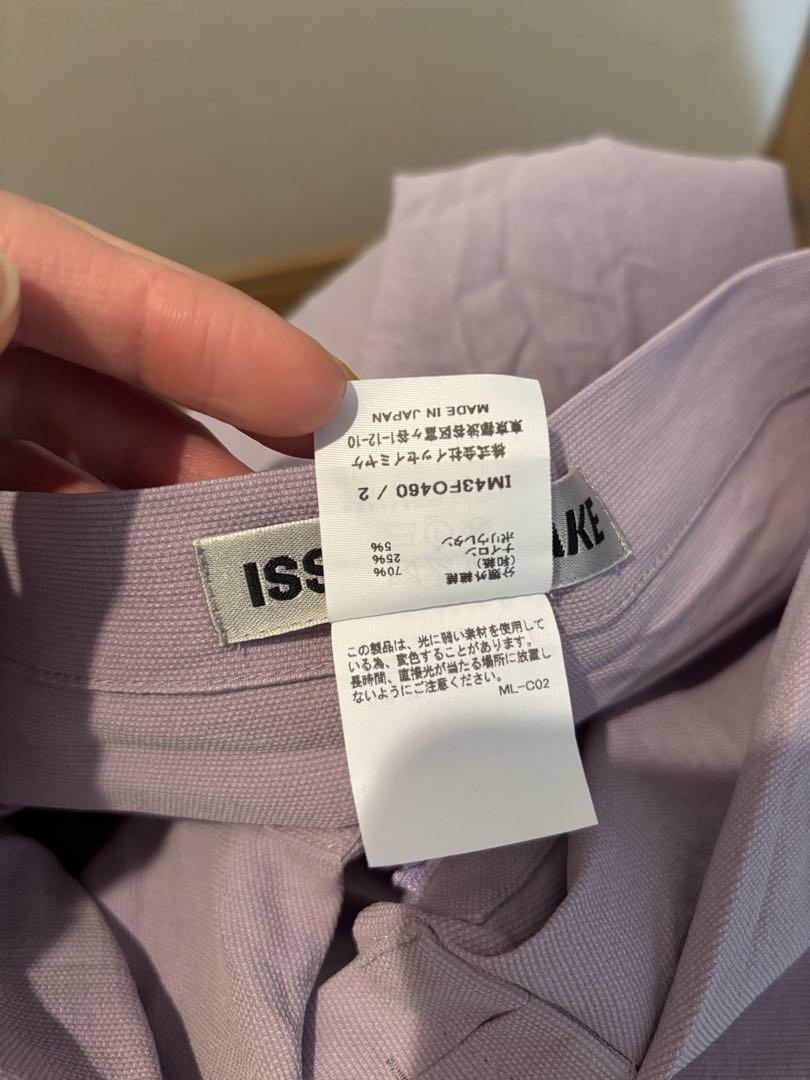 分類外繊維 70%
(和紙)
ナイロン 25%
ポリウレタン 5%
IM43FO460 / 2
株式会社イッセイミヤケ
東京都渋谷区富ヶ谷1-12-10
MADE IN JAPAN
ISS AKE
この製品は、光に弱い素材を使用して
いる為、変色することがあります。
長時間、直接光が当たる場所に放置し
ないようにご注意ください。
ML-C02